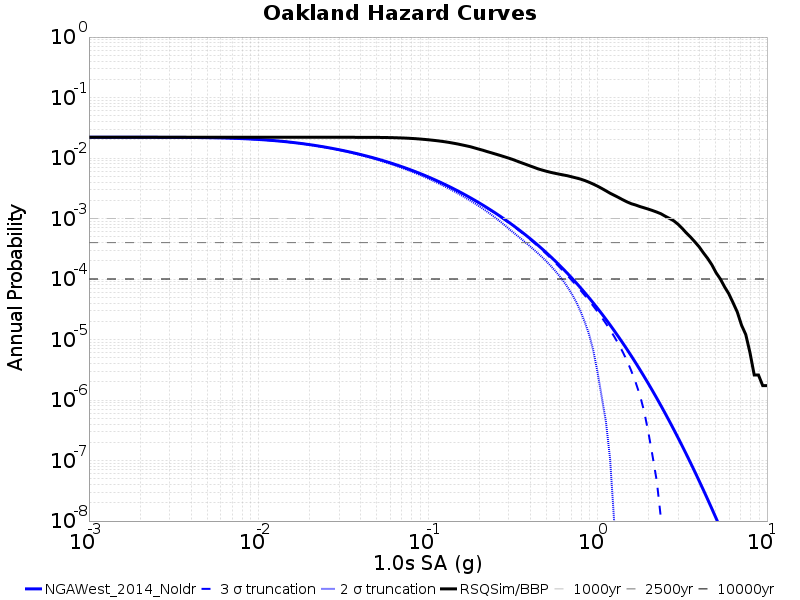 Oakland Hazard Curves
Annual Probability
10^0
10^-1
10^-2
10^-3
10^-4
10^-5
10^-6
10^-7
10^-8
10^-3 10^-2 10^-1 10^0 10^1
1.0s SA (g)
NGAWest_2014_NoIdr 3 σ truncation 2 σ truncation RSQSim/BBP 1000yr 2500yr 10000yr